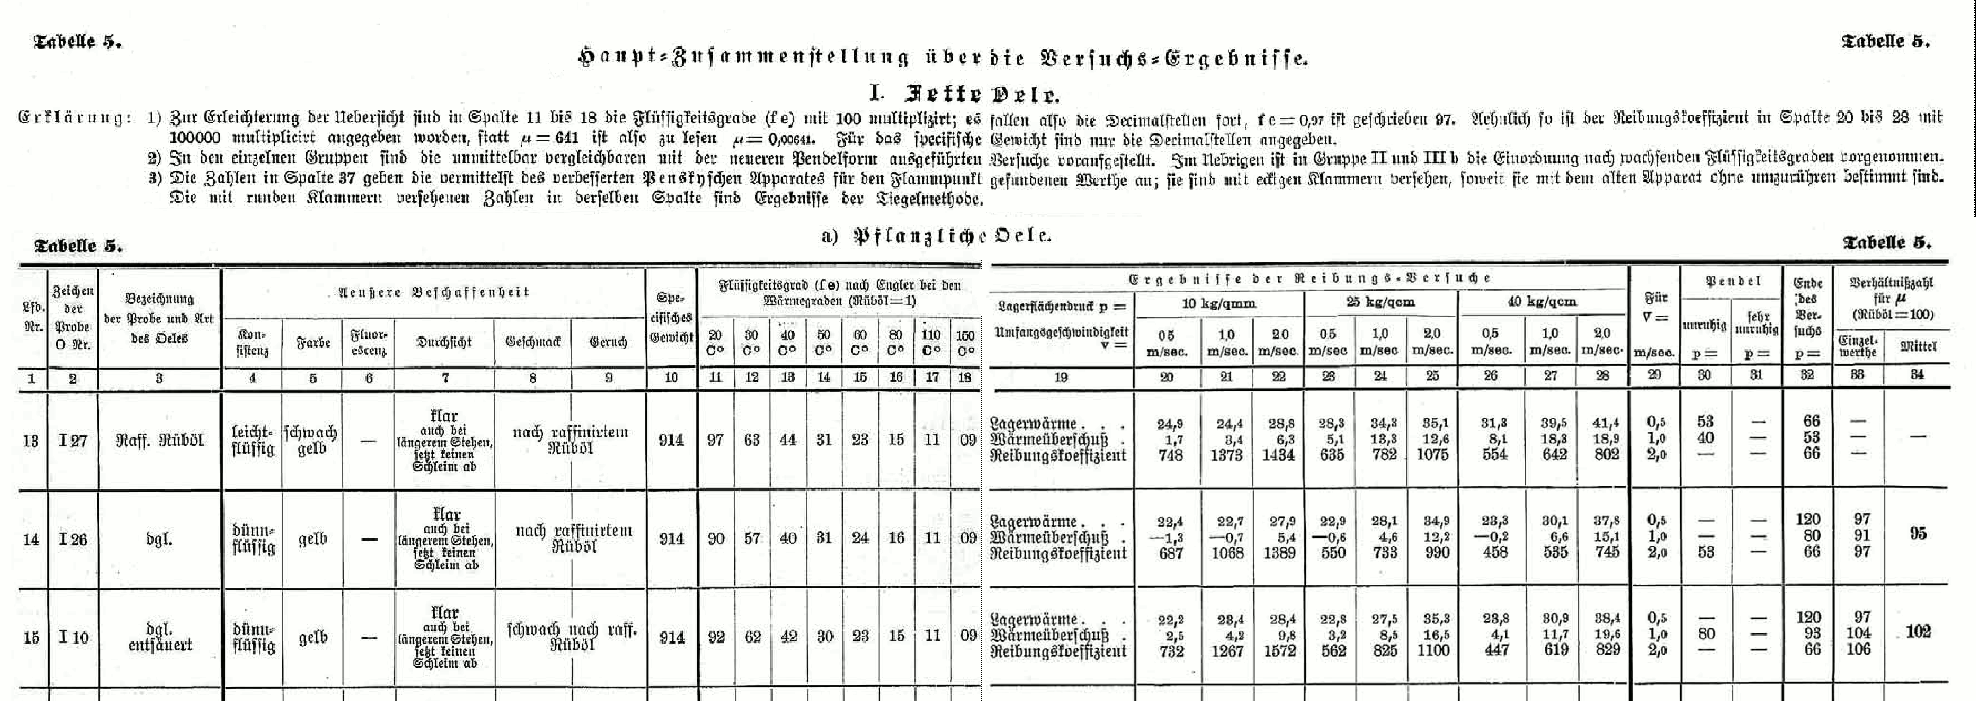 Tabelle 5.
Tabelle 5.
Haupt-Zusammenstellung über die Versuchs-Ergebnisse.
I. Fette Oele.
Erklärung: 1) Zur Erleichterung der Uebersicht sind in Spalte 11 bis 18 die Flüssigkeitsgrade (f e) mit 100 multiplizirt; es fallen also die Decimalstellen fort, f e = 0,97 ist geschrieben 97. Aehnlich so ist der Reibungskoeffizient in Spalte 20 bis 28 mit
100000 multiplicirt angegeben worden, statt μ = 641 ist also zu lesen μ = 0,00641. Für das specifische Gewicht sind nur die Decimalstellen angegeben.
2) In den einzelnen Gruppen sind die unmittelbar vergleichbaren mit der neueren Pendelform ausgeführten Versuche voraufgestellt. Im Uebrigen ist in Gruppe II und III b die Einordnung nach wachsenden Flüssigkeitsgraden vorgenommen.
3) Die Zahlen in Spalte 37 geben die vermittelst des verbesserten Penskyschen Apparates für den Flammpunkt gefundenen Werthe an; sie sind mit eckigen Klammern versehen, soweit sie mit dem alten Apparat ohne umzurühren bestimmt sind.
Die mit runden Klammern versehenen Zahlen in derselben Spalte sind Ergebnisse der Tiegelmethode.
a) Pflanzliche Oele.
Tabelle 5.
Tabelle 5.
Lfd. Nr.
Zeichen der Probe O Nr.
Bezeichnung der Probe und Art des Oeles
Aeußere Beschaffenheit
Konsistenz
Farbe
Fluorescenz
Durchsicht
Geschmack
Geruch
Specifisches Gewicht
Flüssigkeitsgrad (f e) nach Engler bei den
Wärmegraden (Rüböl = 1)
20 C° 30 C° 40 C° 50 C° 60 C° 80 C° 110 C° 150 C°
Ergebnisse der Reibungs-Versuche
Lagerflächendruck p = 10 kg/qmm 25 kg/qcm 40 kg/qcm
Umfangsgeschwindigkeit v = 0 5 m/sec. 1,0 m/sec. 2 0 m/sec. 0 5 m/sec 1,0 m/sec 2,0 m/sec. 0,5 m/sec. 1,0 m/sec. 2 0 m/sec.
Für v = m/sec.
Pendel
unruhig p =
sehr unruhig p =
Ende des Versuchs p =
Verhältnißzahl für μ (Rüböl = 100)
Einzelwerthe
Mittel
1 2 3 4 5 6 7 8 9 10 11 12 13 14 15 16 17 18 19 20 21 22 23 24 25 26 27 28 29 30 31 32 33 34
13 I 27 Raff. Rüböl leichtflüssig schwach gelb — klar auch bei längerem Stehen, setzt keinen Schleim ab nach raffinirtem Rüböl 914 97 63 44 31 23 15 11 09
Lagerwärme . . . 24,9 24,4 28,8 28,3 34,3 35,1 31,3 39,5 41,4 0,5 53 — 66 —
Wärmeüberschuß . 1,7 3,4 6,3 5,1 13,3 12,6 8,1 18,3 18,9 1,0 40 — 53 — —
Reibungskoeffizient 748 1373 1434 635 782 1075 554 642 802 2,0 — — 66 —
14 I 26 dgl. dünnflüssig gelb — klar auch bei längerem Stehen, setzt keinen Schleim ab nach raffinirtem Rüböl 914 90 57 40 31 24 16 11 09
Lagerwärme . . . 22,4 22,7 27,9 22,9 28,1 34,9 23,3 30,1 37,8 0,5 — — 120 97
Wärmeüberschuß . —1,3 —0,7 5,4 —0,6 4,6 12,2 —0,2 6,6 15,1 1,0 — — 80 91 95
Reibungskoeffizient 687 1068 1389 550 733 990 458 535 745 2,0 53 — 66 97
15 I 10 dgl. entsäuert dünnflüssig gelb — klar auch bei längerem Stehen, setzt keinen Schleim ab schwach nach raff. Rüböl 914 92 62 42 30 23 15 11 09
Lagerwärme . . . 22,2 23,4 28,4 22,8 27,5 35,3 23,8 30,9 38,4 0,5 — — 120 97
Wärmeüberschuß . 2,5 4,2 9,8 3,2 8,5 16,5 4,1 11,7 19,6 1,0 80 — 93 104 102
Reibungskoeffizient 732 1267 1572 562 825 1100 447 619 829 2,0 — — 66 106